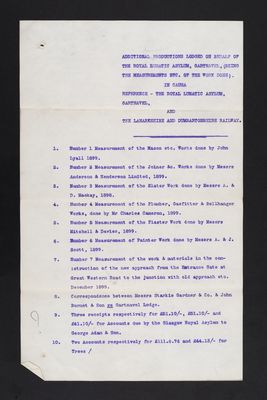 ADDITIONAL PRODUCTIONS LODGED ON BEHALF OF
THE ROYAL LUNATIC ASYLUM, GARTNAVEL, (BEING
THE MEASUREMENTS ETC. OF THE WORK DONE)
IN CAUSA
REFERENCE - THE ROYAL LUNATIC ASYLUM,
GARTNAVEL,
AND
THE LANARKSHIRE AND DUMBARTONSHIRE RAILWAY.
1. Number 1 Measurement of the Mason etc. Works done by John
Lyall 1899.
2. Number 2 Measurement of the Joiner &c. Works done by Messrs
Anderson & Henderson Limited, 1899.
3. Number 3 Measurement of the Slater Work done by Messrs A. &
D. Mackay, 1898.
4. Number 4 Measurement of the Plumber, Gasfitter & Bellhanger
Works, done by Mr Charles Cameron, 1899.
5. Number 5 Measurement of the Plaster Work done by Messrs
Mitchell & Davies, 1899.
6. Number 6 Measurement of Painter Work done by Messrs A. & J.
Scott, 1899.
7. Number 7 Measurement of the work & materials in the con-
struction of the new approach from the Entrance Gate at
Great Western Road to the junction with old approach etc.
December 1899.
8. Correspondence between Messrs Starkie Gardner & Co. & John
Burnet & Son re Gartnavel Lodge.
9. Three receipts respectively for £21.10/-, £21.10/- and
£41.10/- for Accounts due by the Glasgow Royal Asylum to
George Adam & Son.
10. Two Accounts respectively for £111.6.7d and £44.13/- for
Trees /